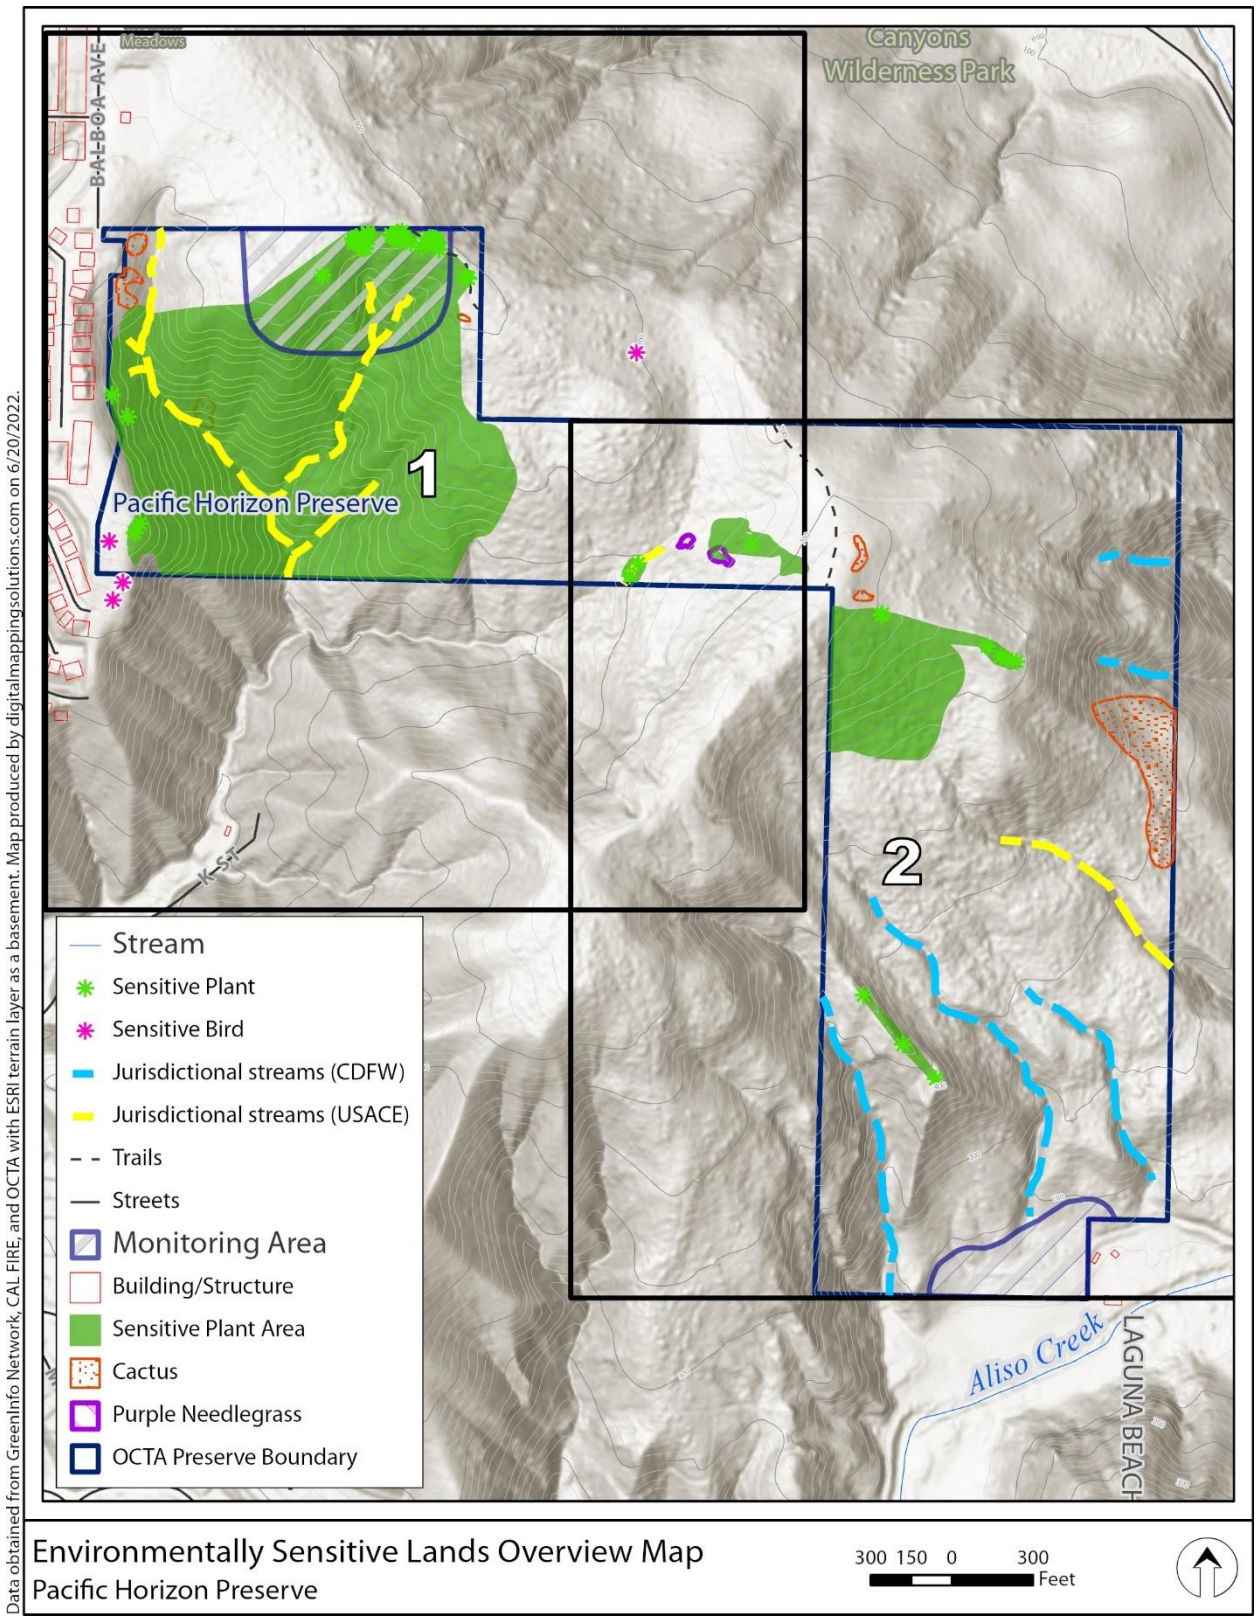 Meadows
Canyons
Wilderness Park
BALBOA AVE
1
Pacific Horizon Preserve
2
K ST
Stream
Sensitive Plant
Sensitive Bird
Jurisdictional streams (CDFW)
Jurisdictional streams (USACE)
Trails
Streets
Monitoring Area
Building/Structure
Sensitive Plant Area
Cactus
Purple Needlegrass
OCTA Preserve Boundary
Aliso Creek
LAGUNA BEACH
Data obtained from GreenInfo Network, CAL FIRE, and OCTA with ESRI terrain layer as a basement. Map produced by digitalmappingsolutions.com on 6/20/2022.
Environmentally Sensitive Lands Overview Map
Pacific Horizon Preserve
300 150 0 300
Feet